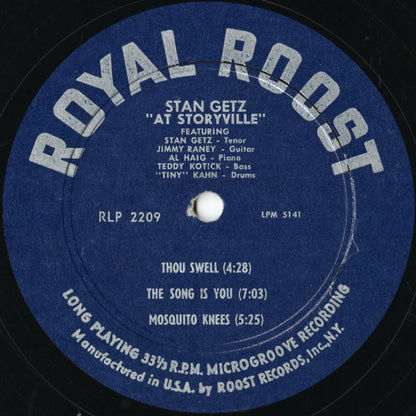 ROYAL ROOST
STAN GETZ
"AT STORYVILLE"
FEATURING
STAN GETZ - Tenor
JIMMY RANEY - Guitar
AL HAIG - Piano
TEDDY KOTICK - Bass
"TINY" KAHN - Drums
RLP 2209
LPM 5141
THOU SWELL (4:28)
THE SONG IS YOU (7:03)
MOSQUITO KNEES (5:25)
LONG PLAYING 33⅓ R.P.M. MICROGROOVE RECORDING
Manufactured in U.S.A. by ROOST RECORDS, Inc., N.Y.